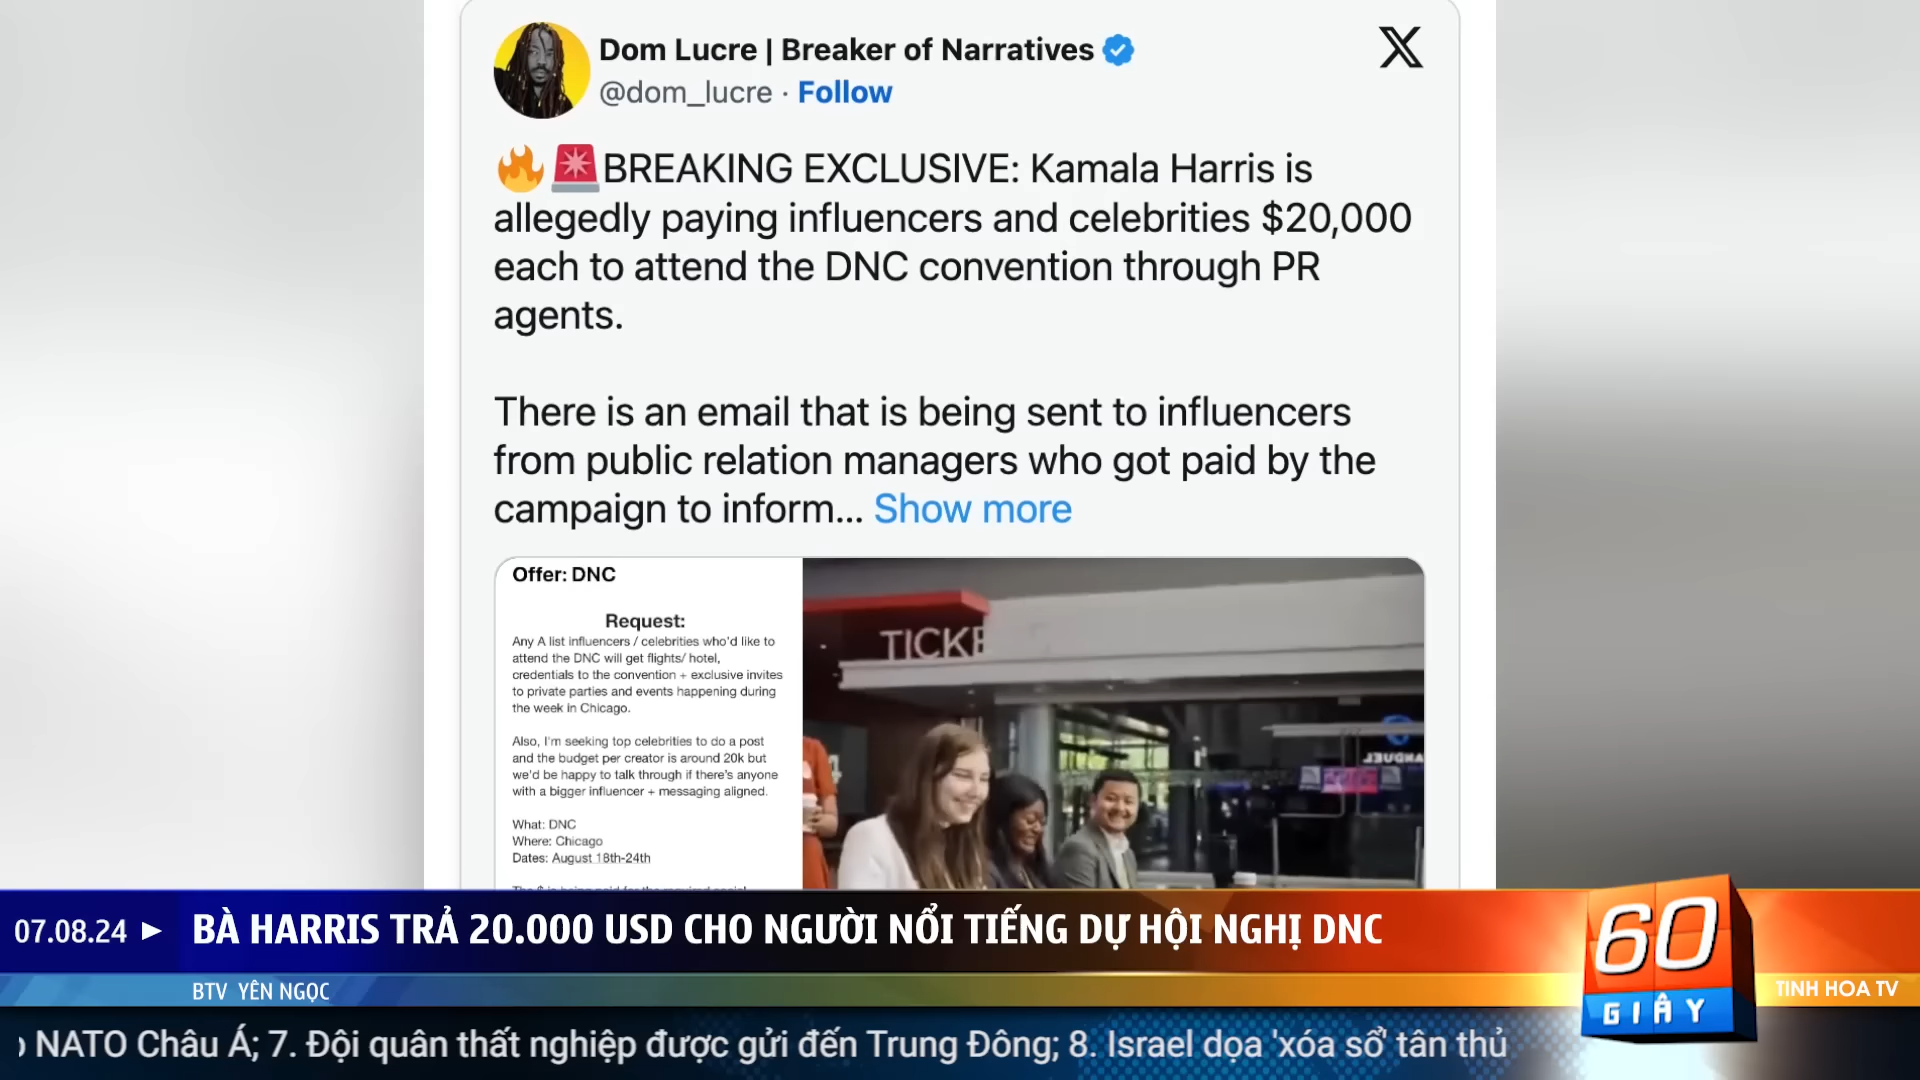 Dom Lucre | Breaker of Narratives
@dom_lucre · Follow
BREAKING EXCLUSIVE: Kamala Harris is
allegedly paying influencers and celebrities $20,000
each to attend the DNC convention through PR
agents.
There is an email that is being sent to influencers
from public relation managers who got paid by the
campaign to inform... Show more
Offer: DNC
Request:
Any A list influencers / celebrities who'd like to
attend the DNC will get flights/ hotel,
credentials to the convention + exclusive invites
to private parties and events happening during
the week in Chicago.
Also, I'm seeking top celebrities to do a post
and the budget per creator is around 20k but
we'd be happy to talk through if there's anyone
with a bigger influencer + messaging aligned.
What: DNC
Where: Chicago
Dates: August 18th-24th
TICKE
07.08.24
BÀ HARRIS TRẢ 20.000 USD CHO NGƯỜI NỔI TIẾNG DỰ HỘI NGHỊ DNC
BTV YÊN NGỌC
60
GIÂY
TINH HOA TV
NATO Châu Á; 7. Đội quân thất nghiệp được gửi đến Trung Đông; 8. Israel dọa 'xóa sổ' tân thủ